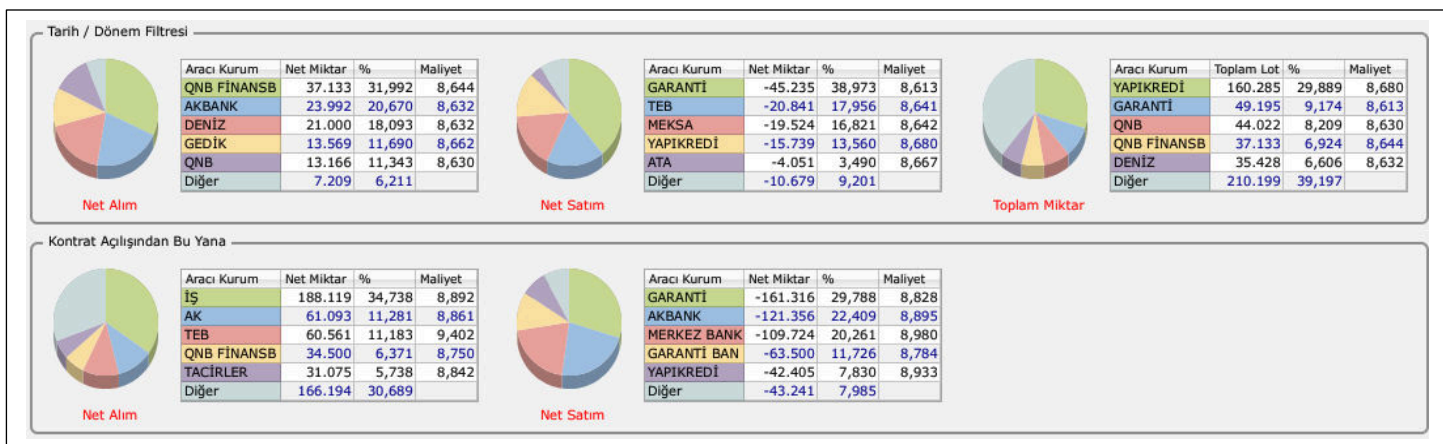 Tarih / Dönem Filtresi
Aracı Kurum Net Miktar % Maliyet
QNB FİNANSB 37.133 31,992 8,644
AKBANK 23.992 20,670 8,632
DENİZ 21.000 18,093 8,632
GEDİK 13.569 11,690 8,662
QNB 13.166 11,343 8,630
Diğer 7.209 6,211
Net Alım
Aracı Kurum Net Miktar % Maliyet
GARANTİ -45.235 38,973 8,613
TEB -20.841 17,956 8,641
MEKSA -19.524 16,821 8,642
YAPIKREDİ -15.739 13,560 8,680
ATA -4.051 3,490 8,667
Diğer -10.679 9,201
Net Satım
Aracı Kurum Toplam Lot % Maliyet
YAPIKREDİ 160.285 29,889 8,680
GARANTİ 49.195 9,174 8,613
QNB 44.022 8,209 8,630
QNB FİNANSB 37.133 6,924 8,644
DENİZ 35.428 6,606 8,632
Diğer 210.199 39,197
Toplam Miktar
Kontrat Açılışından Bu Yana
Aracı Kurum Net Miktar % Maliyet
İŞ 188.119 34,738 8,892
AK 61.093 11,281 8,861
TEB 60.561 11,183 9,402
QNB FİNANSB 34.500 6,371 8,750
TACİRLER 31.075 5,738 8,842
Diğer 166.194 30,689
Net Alım
Aracı Kurum Net Miktar % Maliyet
GARANTİ -161.316 29,788 8,828
AKBANK -121.356 22,409 8,895
MERKEZ BANK -109.724 20,261 8,980
GARANTİ BAN -63.500 11,726 8,784
YAPIKREDİ -42.405 7,830 8,933
Diğer -43.241 7,985
Net Satım